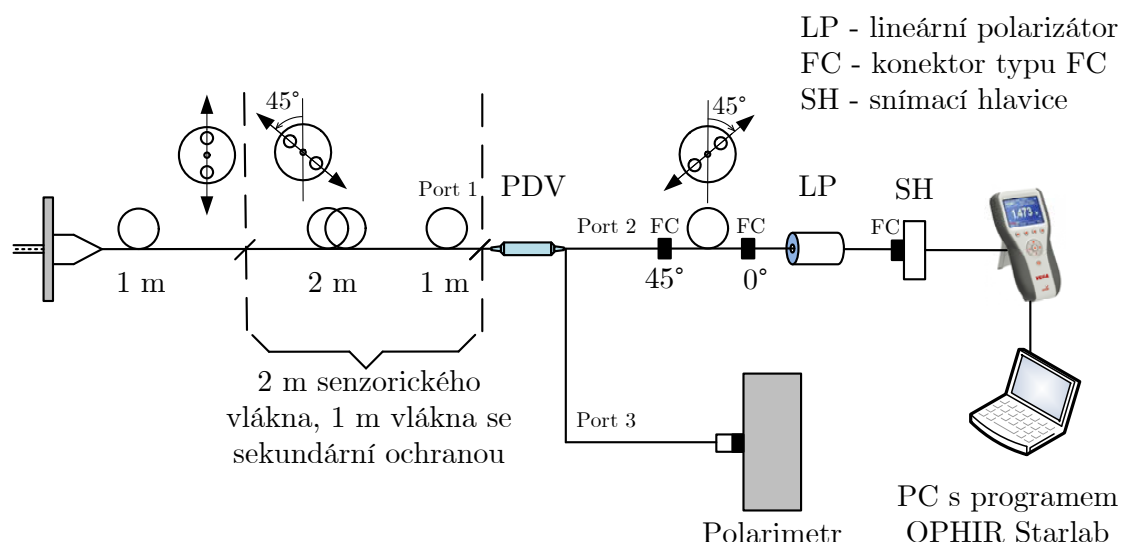 LP - lineární polarizátor
FC - konektor typu FC
SH - snímací hlavice
45°
45°
Port 1
PDV
LP
SH
Port 2
FC
FC
FC
1 m
2 m
1 m
45°
0°
1.473
2 m senzorického
vlákna, 1 m vlákna se
sekundární ochranou
Port 3
Polarimetr
PC s programem
OPHIR Starlab